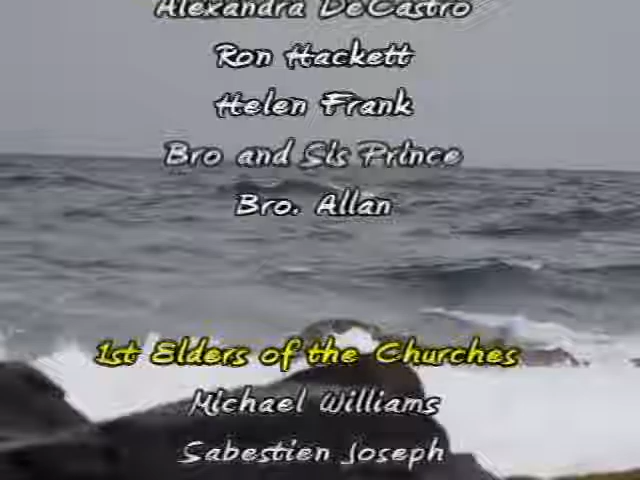 Alexandra DeCastro
Ron Hackett
Helen Frank
Bro and Sis Prince
Bro. Allan
1st Elders of the Churches
Michael Williams
Sabestien Joseph